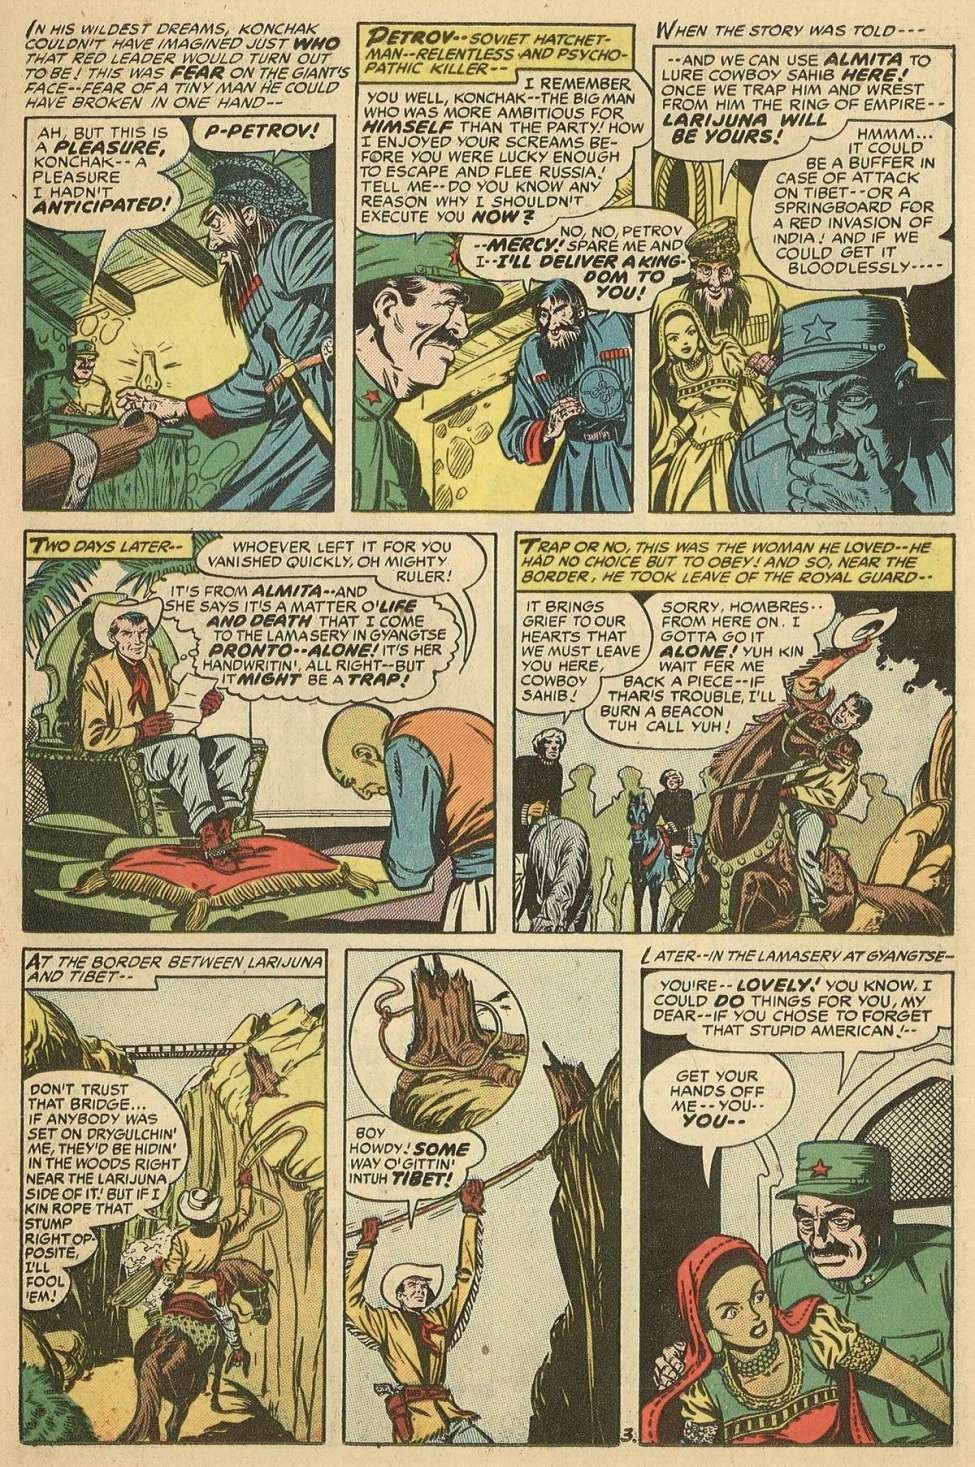 IN HIS WILDEST DREAMS, KONCHAK
COULDN'T HAVE IMAGINED JUST WHO
THAT RED LEADER WOULD TURN OUT
TO BE! THIS WAS FEAR ON THE GIANT'S
FACE--FEAR OF A TINY MAN HE COULD
HAVE BROKEN IN ONE HAND--
AH, BUT THIS IS
A PLEASURE,
KONCHAK--A
PLEASURE
I HADN'T
ANTICIPATED!
P-PETROV!
PETROV--SOVIET HATCHET-
MAN--RELENTLESS AND PSYCHO-
PATHIC KILLER--
I REMEMBER
YOU WELL, KONCHAK--THE BIG MAN
WHO WAS MORE AMBITIOUS FOR
HIMSELF THAN THE PARTY! HOW
I ENJOYED YOUR SCREAMS BE-
FORE YOU WERE LUCKY ENOUGH
TO ESCAPE AND FLEE RUSSIA!
TELL ME--DO YOU KNOW ANY
REASON WHY I SHOULDN'T
EXECUTE YOU NOW?
NO, NO, PETROV
--MERCY! SPARE ME AND
I--I'LL DELIVER A KING-
DOM TO
YOU!
WHEN THE STORY WAS TOLD---
--AND WE CAN USE ALMITA TO
LURE COWBOY SAHIB HERE!
ONCE WE TRAP HIM AND WREST
FROM HIM THE RING OF EMPIRE--
LARIJUNA WILL
BE YOURS!
HMMM...
IT COULD
BE A BUFFER IN
CASE OF ATTACK
ON TIBET--OR A
SPRINGBOARD FOR
A RED INVASION OF
INDIA! AND IF WE
COULD GET IT
BLOODLESSLY----
TWO DAYS LATER--
WHOEVER LEFT IT FOR YOU
VANISHED QUICKLY, OH MIGHTY
RULER!
IT'S FROM ALMITA--AND
SHE SAYS IT'S A MATTER O'LIFE
AND DEATH THAT I COME
TO THE LAMASERY IN GYANGTSE
PRONTO--ALONE! IT'S HER
HANDWRITIN', ALL RIGHT--BUT
IT MIGHT BE A TRAP!
TRAP OR NO, THIS WAS THE WOMAN HE LOVED--HE
HAD NO CHOICE BUT TO OBEY! AND SO, NEAR THE
BORDER, HE TOOK LEAVE OF THE ROYAL GUARD--
IT BRINGS
GRIEF TO OUR
HEARTS THAT
WE MUST LEAVE
YOU HERE,
COWBOY
SAHIB!
SORRY, HOMBRES--
FROM HERE ON, I
GOTTA GO IT
ALONE! YUH KIN
WAIT FER ME
BACK A PIECE--IF
THAR'S TROUBLE, I'LL
BURN A BEACON
TUH CALL YUH!
AT THE BORDER BETWEEN LARIJUNA
AND TIBET--
DON'T TRUST
THAT BRIDGE...
IF ANYBODY WAS
SET ON DRYGULCHIN'
ME, THEY'D BE HIDIN'
IN THE WOODS RIGHT
NEAR THE LARIJUNA
SIDE OF IT! BUT IF I
KIN ROPE THAT
STUMP
RIGHT OP-
POSITE,
I'LL
FOOL
'EM!
BOY
HOWDY! SOME
WAY O'GITTIN'
INTUH TIBET!
LATER--IN THE LAMASERY AT GYANGTSE--
YOU'RE--LOVELY! YOU KNOW, I
COULD DO THINGS FOR YOU, MY
DEAR--IF YOU CHOSE TO FORGET
THAT STUPID AMERICAN!--
GET YOUR
HANDS OFF
ME--YOU--
YOU--
3.